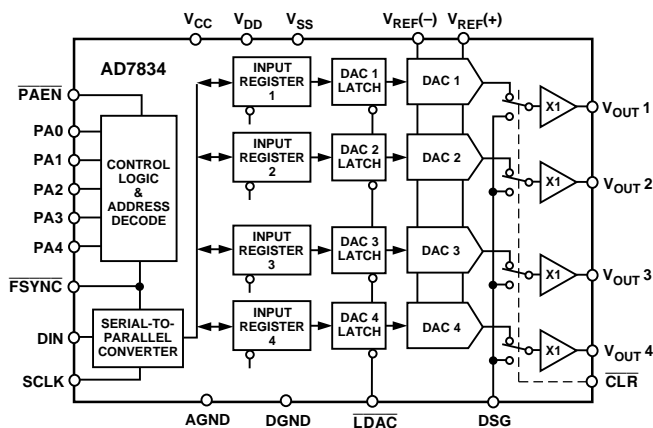 VCC
VDD
VSS
VREF(–)
VREF(+)
AD7834
PAEN
PA0
PA1
PA2
PA3
PA4
FSYNC
DIN
SCLK
CONTROL
LOGIC
&
ADDRESS
DECODE
SERIAL-TO-
PARALLEL
CONVERTER
INPUT
REGISTER
1
DAC 1
LATCH
DAC 1
X1
VOUT 1
INPUT
REGISTER
2
DAC 2
LATCH
DAC 2
X1
VOUT 2
INPUT
REGISTER
3
DAC 3
LATCH
DAC 3
X1
VOUT 3
INPUT
REGISTER
4
DAC 4
LATCH
DAC 4
X1
VOUT 4
CLR
AGND
DGND
LDAC
DSG